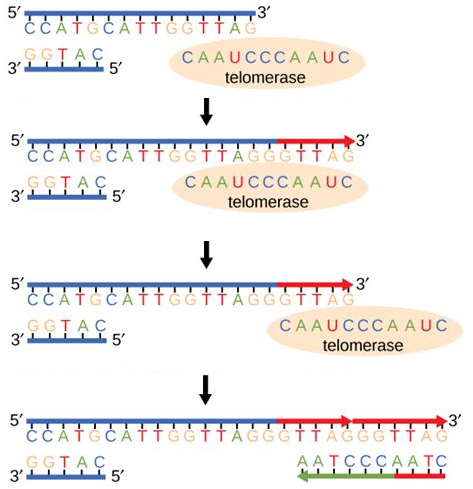 5′ 3′
CCATGCATTGGTTAG
GGTAC
3′ 5′
CAAUCCCAAUC
telomerase
5′ 3′
CCATGCATTGGTTAGGGTTAG
GGTAC
3′ 5′
CAAUCCCAAUC
telomerase
5′ 3′
CCATGCATTGGTTAGGGTTAG
GGTAC
3′ 5′
CAAUCCCAAUC
telomerase
5′ 3′
CCATGCATTGGTTAGGGTTAGGGTTAG
GGTAC
3′ 5′
AATCCCAATC